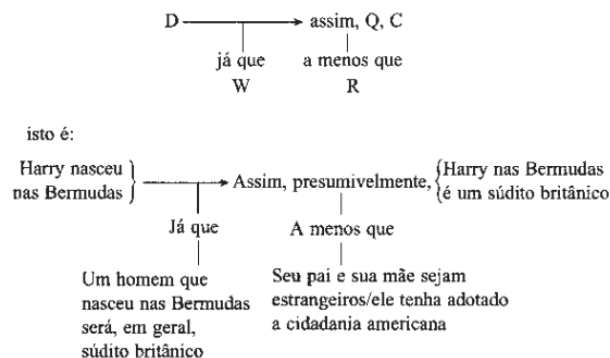 D assim, Q, C
já que a menos que
W R
isto é:
Harry nasceu
nas Bermudas
Assim, presumivelmente,
Harry nas Bermudas
é um súdito britânico
Já que
A menos que
Um homem que
nasceu nas Bermudas
será, em geral,
súdito britânico
Seu pai e sua mãe sejam
estrangeiros/ele tenha adotado
a cidadania americana